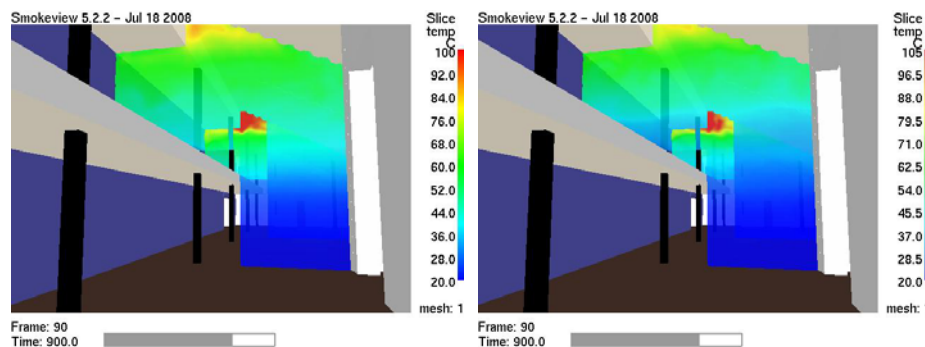 Smokeview 5.2.2 – Jul 18 2008
Slice
temp
C
100
92.0
84.0
76.0
68.0
60.0
52.0
44.0
36.0
28.0
20.0
mesh: 1
Frame: 90
Time: 900.0
Smokeview 5.2.2 – Jul 18 2008
Slice
temp
C
105
96.5
88.0
79.5
71.0
62.5
54.0
45.5
37.0
28.5
20.0
mesh:
Frame: 90
Time: 900.0